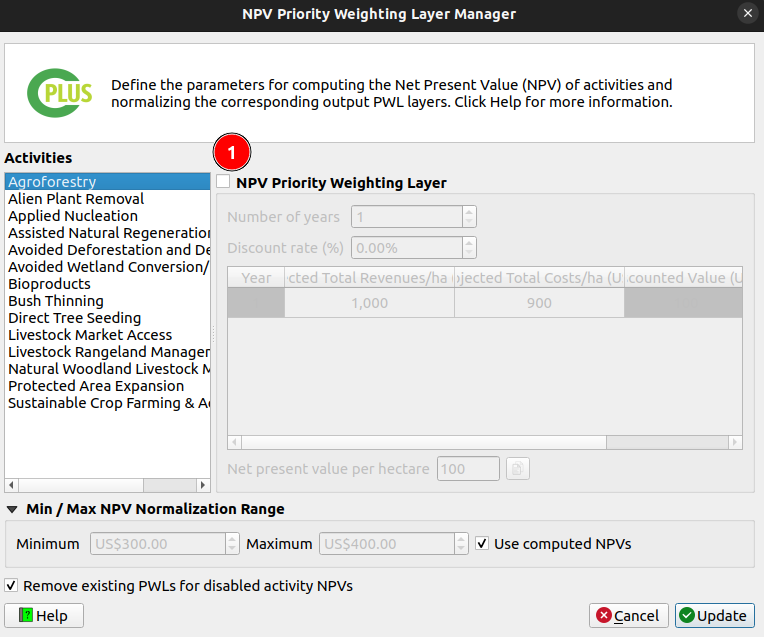 NPV Priority Weighting Layer Manager
CPLUS
Define the parameters for computing the Net Present Value (NPV) of activities and
normalizing the corresponding output PWL layers. Click Help for more information.
Activities
1
Agroforestry
Alien Plant Removal
Applied Nucleation
Assisted Natural Regeneration
Avoided Deforestation and De
Avoided Wetland Conversion/
Bioproducts
Bush Thinning
Direct Tree Seeding
Livestock Market Access
Livestock Rangeland Manager
Natural Woodland Livestock M
Protected Area Expansion
Sustainable Crop Farming & A
NPV Priority Weighting Layer
Number of years 1
Discount rate (%) 0.00%
Year ected Total Revenues/ha ojected Total Costs/ha (U counted Value (U
1,000 900
Net present value per hectare 100
Min / Max NPV Normalization Range
Minimum US$300.00 Maximum US$400.00 Use computed NPVs
Remove existing PWLs for disabled activity NPVs
Help Cancel Update